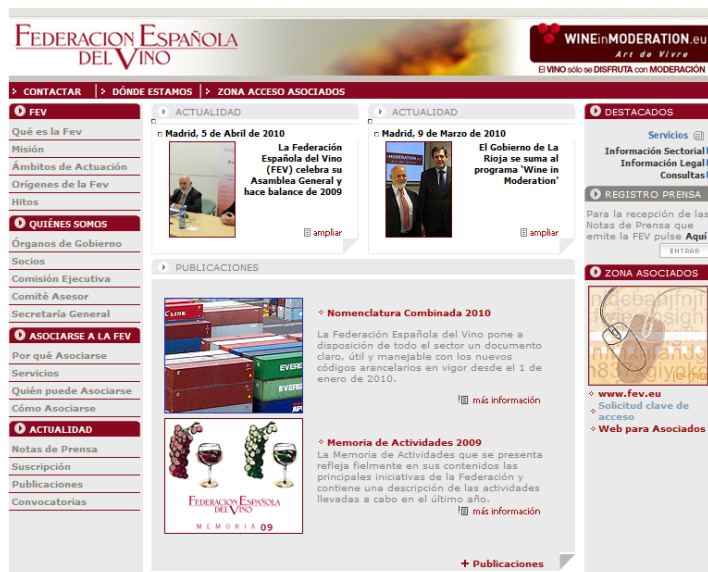 FEDERACION ESPAÑOLA
DEL VINO
WINEinMODERATION.eu
Art de Vivre
El VINO sólo se DISFRUTA con MODERACIÓN
CONTACTAR
DÓNDE ESTAMOS
ZONA ACCESO ASOCIADOS
FEV
Qué es la Fev
Misión
Ámbitos de Actuación
Orígenes de la Fev
Hitos
QUIÉNES SOMOS
Órganos de Gobierno
Socios
Comisión Ejecutiva
Comité Asesor
Secretaría General
ASOCIARSE A LA FEV
Por qué Asociarse
Servicios
Quién puede Asociarse
Cómo Asociarse
ACTUALIDAD
Notas de Prensa
Suscripción
Publicaciones
Convocatorias
ACTUALIDAD
Madrid, 5 de Abril de 2010
La Federación
Española del Vino
(FEV) celebra su
Asamblea General y
hace balance de 2009
ampliar
ACTUALIDAD
Madrid, 9 de Marzo de 2010
El Gobierno de La
Rioja se suma al
programa 'Wine in
Moderation'
ampliar
PUBLICACIONES
Nomenclatura Combinada 2010
La Federación Española del Vino pone a
disposición de todo el sector un documento
claro, útil y manejable con los nuevos
códigos arancelarios en vigor desde el 1 de
enero de 2010.
más información
FEDERACION ESPAÑOLA
DEL VINO
MEMORIA 09
Memoria de Actividades 2009
La Memoria de Actividades que se presenta
refleja fielmente en sus contenidos las
principales iniciativas de la Federación y
contiene una descripción de las actividades
llevadas a cabo en el último año.
más información
+ Publicaciones
DESTACADOS
Servicios
Información Sectorial
Información Legal
Consultas
REGISTRO PRENSA
Para la recepción de las
Notas de Prensa que
emite la FEV pulse Aquí
ENTRAR
ZONA ASOCIADOS
www.fev.eu
Solicitud clave de
acceso
Web para Asociados